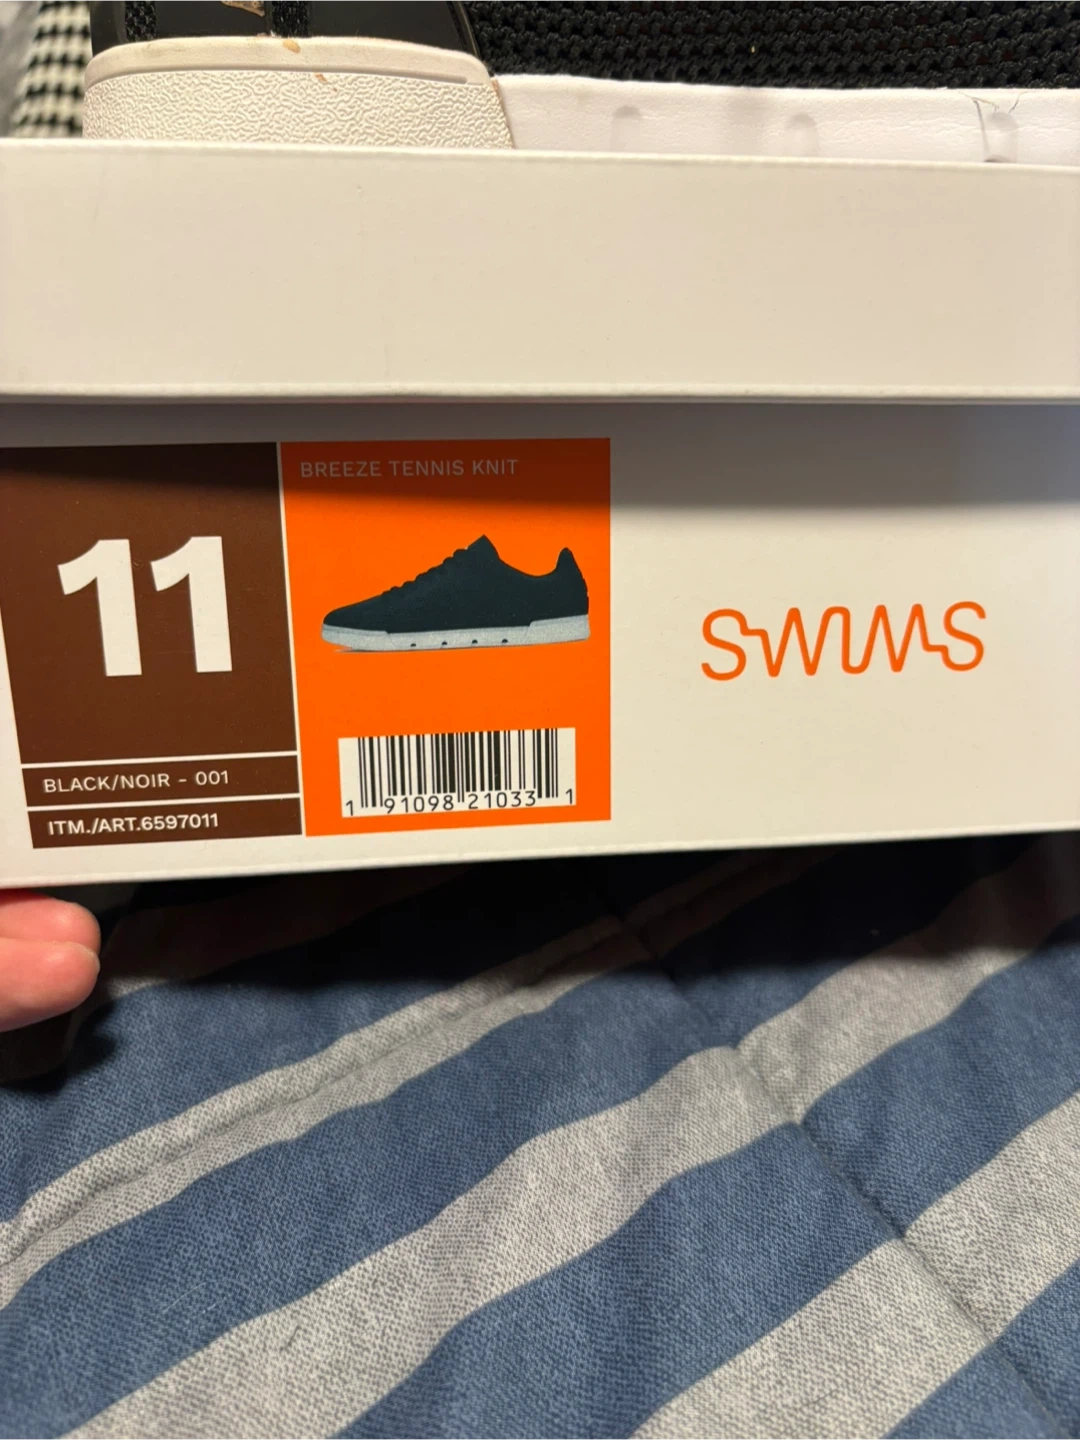 11
BLACK/NOIR - 001
ITM./ART.6597011
BREEZE TENNIS KNIT
1 91098 21033 1
SWIMS